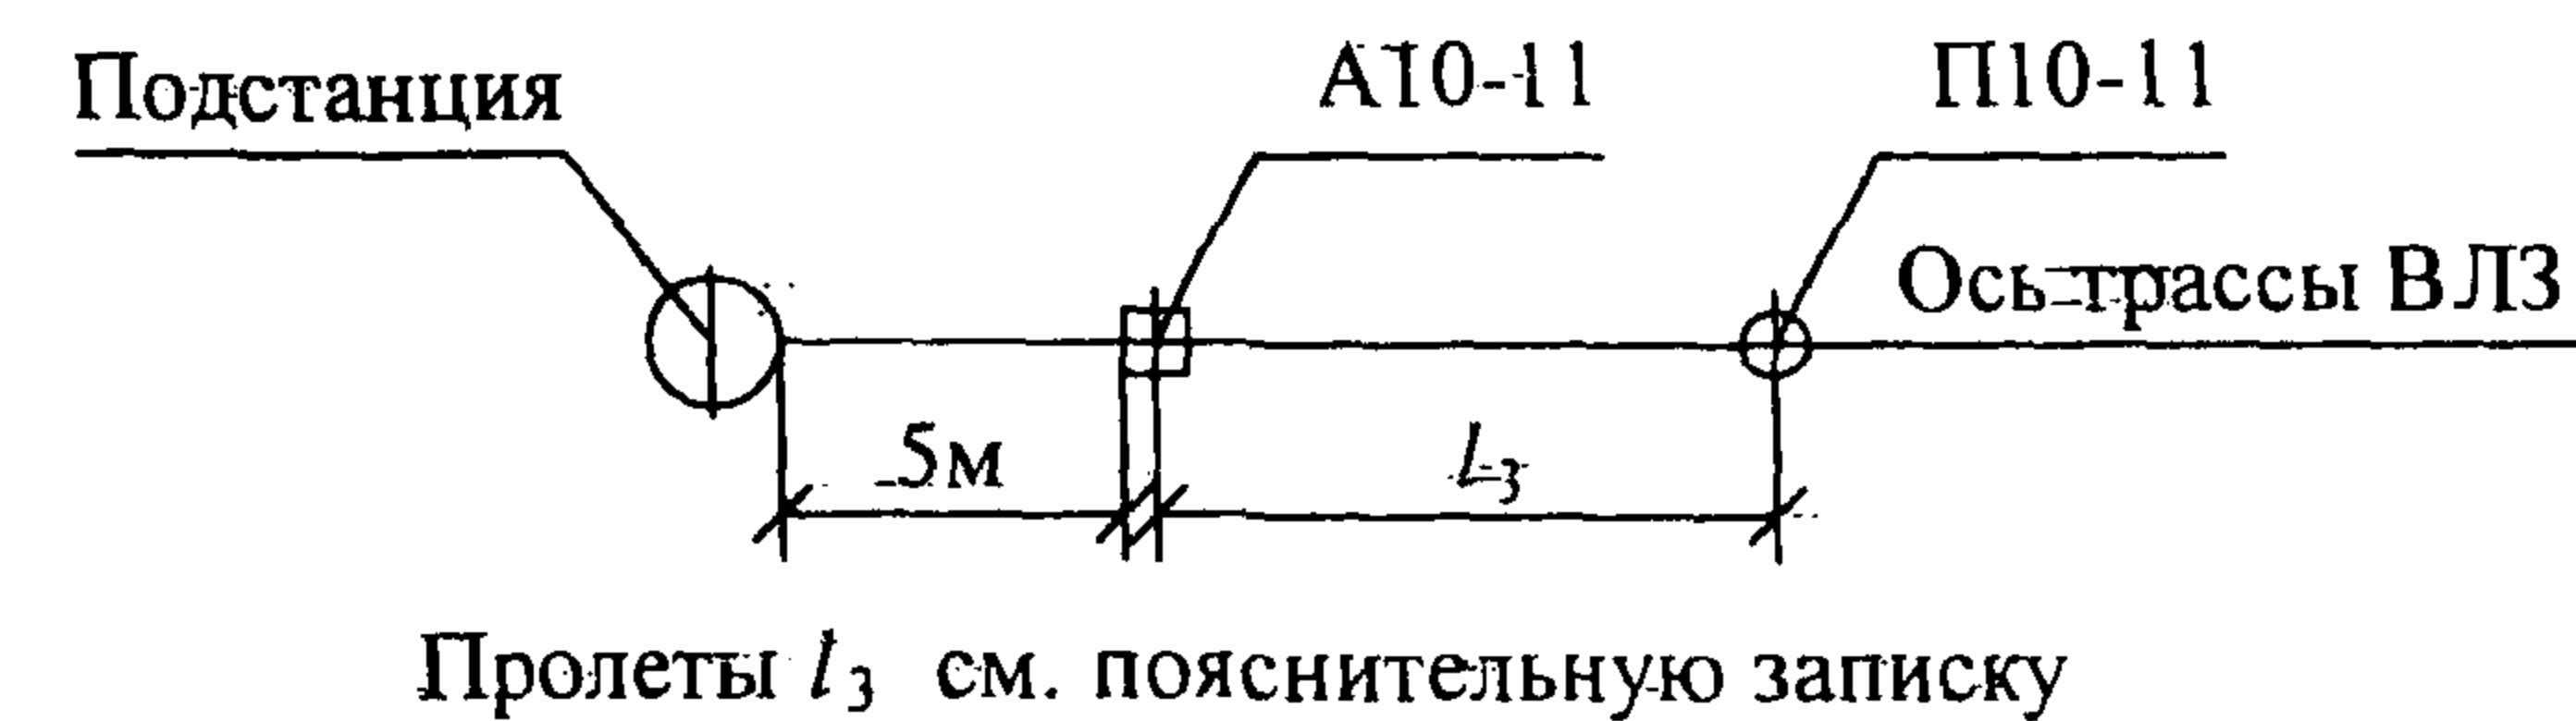 Подстанция
А10-11
П10-11
Ось трассы ВЛЗ
5м
l₃
Пролеты l₃ см. пояснительную записку